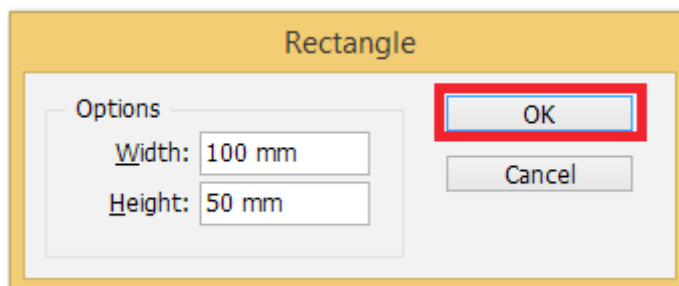 Rectangle
Options
Width: 100 mm
Height: 50 mm
OK
Cancel